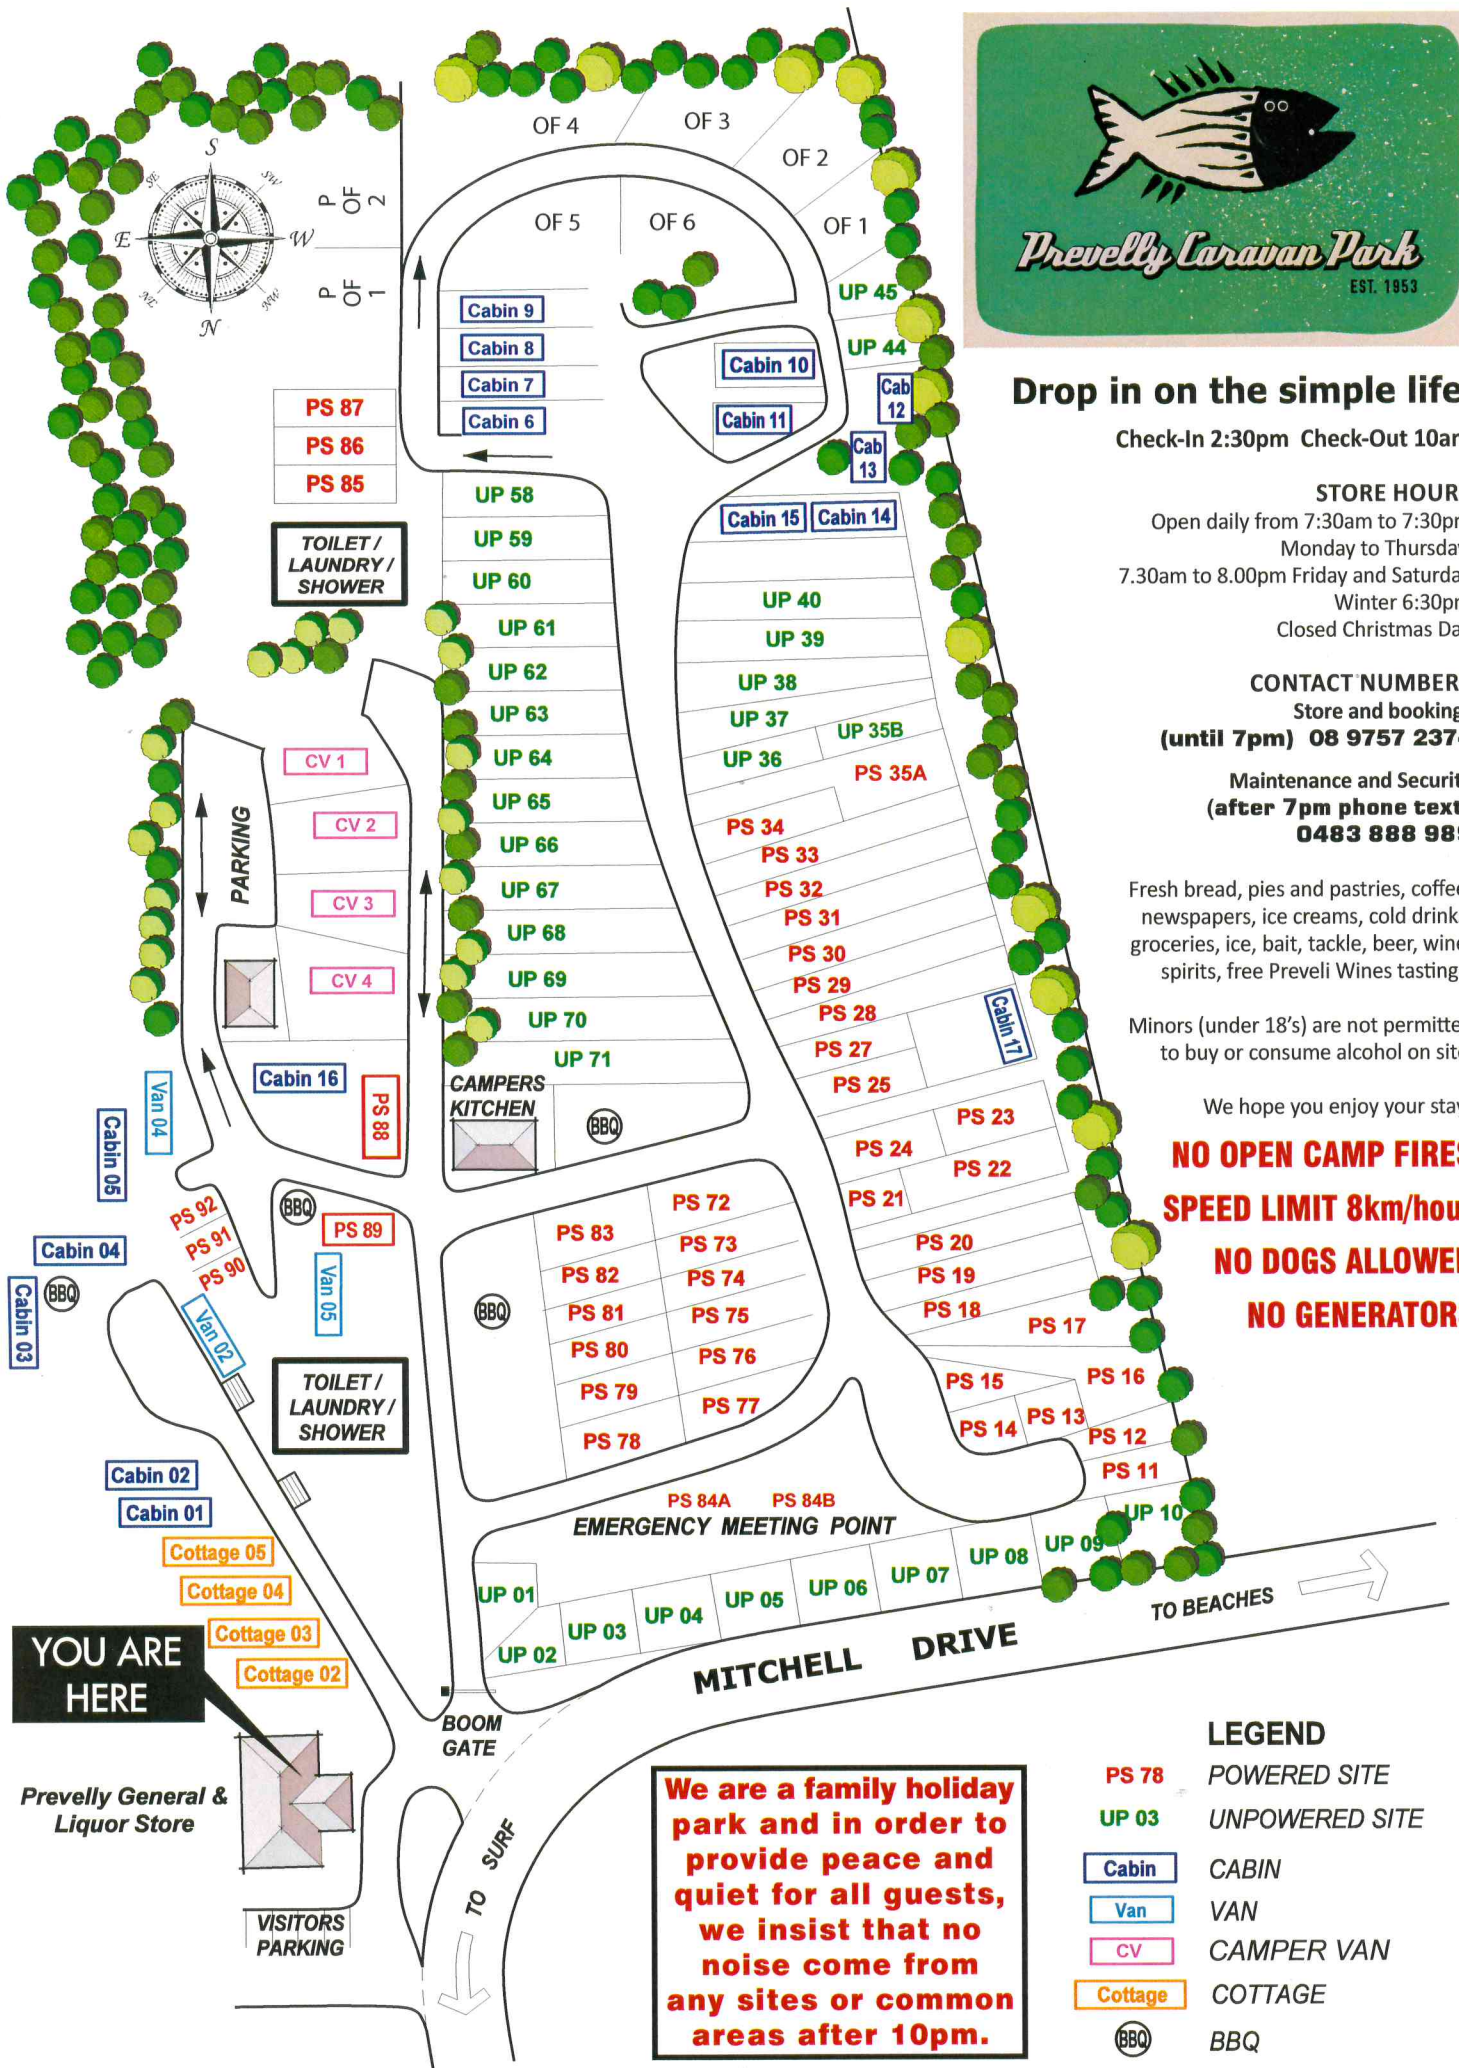 Prevelly Caravan Park
EST. 1953
Drop in on the simple life
Check-In 2:30pm Check-Out 10a
STORE HOUR
Open daily from 7:30am to 7:30p
Monday to Thursda
7.30am to 8.00pm Friday and Saturda
Winter 6:30p
Closed Christmas Da
CONTACT NUMBER
Store and booking
(until 7pm) 08 9757 237
Maintenance and Securit
(after 7pm phone text
0483 888 98
Fresh bread, pies and pastries, coffee
newspapers, ice creams, cold drink
groceries, ice, bait, tackle, beer, wine
spirits, free Preveli Wines tasting
Minors (under 18's) are not permitte
to buy or consume alcohol on site
We hope you enjoy your stay
NO OPEN CAMP FIRE
SPEED LIMIT 8km/hou
NO DOGS ALLOWE
NO GENERATOR
S
SE
SW
E
W
NE
NW
N
P OF 2
P OF 1
OF 4
OF 3
OF 2
OF 1
OF 5
OF 6
UP 45
UP 44
Cabin 9
Cabin 8
Cabin 7
Cabin 6
Cabin 10
Cabin 11
Cab 12
Cab 13
Cabin 15
Cabin 14
PS 87
PS 86
PS 85
TOILET /
LAUNDRY /
SHOWER
UP 58
UP 59
UP 60
UP 61
UP 62
UP 63
UP 64
UP 65
UP 66
UP 67
UP 68
UP 69
UP 70
UP 71
UP 40
UP 39
UP 38
UP 37
UP 35B
UP 36
PS 35A
PS 34
PS 33
PS 32
PS 31
PS 30
PS 29
PS 28
Cabin 17
PS 27
PS 25
PS 23
PS 24
PS 22
PS 21
PS 20
PS 19
PS 18
PS 17
PS 16
PS 15
PS 13
PS 14
PS 12
PS 11
UP 10
PARKING
CV 1
CV 2
CV 3
CV 4
Cabin 16
PS 88
Van 04
Cabin 05
CAMPERS
KITCHEN
BBQ
PS 92
PS 91
PS 90
BBQ
PS 89
Van 05
Cabin 04
BBQ
Cabin 03
Van 02
BBQ
PS 72
PS 83
PS 73
PS 82
PS 74
PS 81
PS 75
PS 80
PS 76
PS 79
PS 77
PS 78
TOILET /
LAUNDRY /
SHOWER
PS 84A
PS 84B
EMERGENCY MEETING POINT
UP 01
UP 02
UP 03
UP 04
UP 05
UP 06
UP 07
UP 08
UP 09
Cabin 02
Cabin 01
Cottage 05
Cottage 04
Cottage 03
Cottage 02
YOU ARE
HERE
Prevelly General &
Liquor Store
VISITORS
PARKING
BOOM
GATE
MITCHELL DRIVE
TO BEACHES
TO SURF
We are a family holiday
park and in order to
provide peace and
quiet for all guests,
we insist that no
noise come from
any sites or common
areas after 10pm.
LEGEND
PS 78 POWERED SITE
UP 03 UNPOWERED SITE
Cabin CABIN
Van VAN
CV CAMPER VAN
Cottage COTTAGE
BBQ BBQ